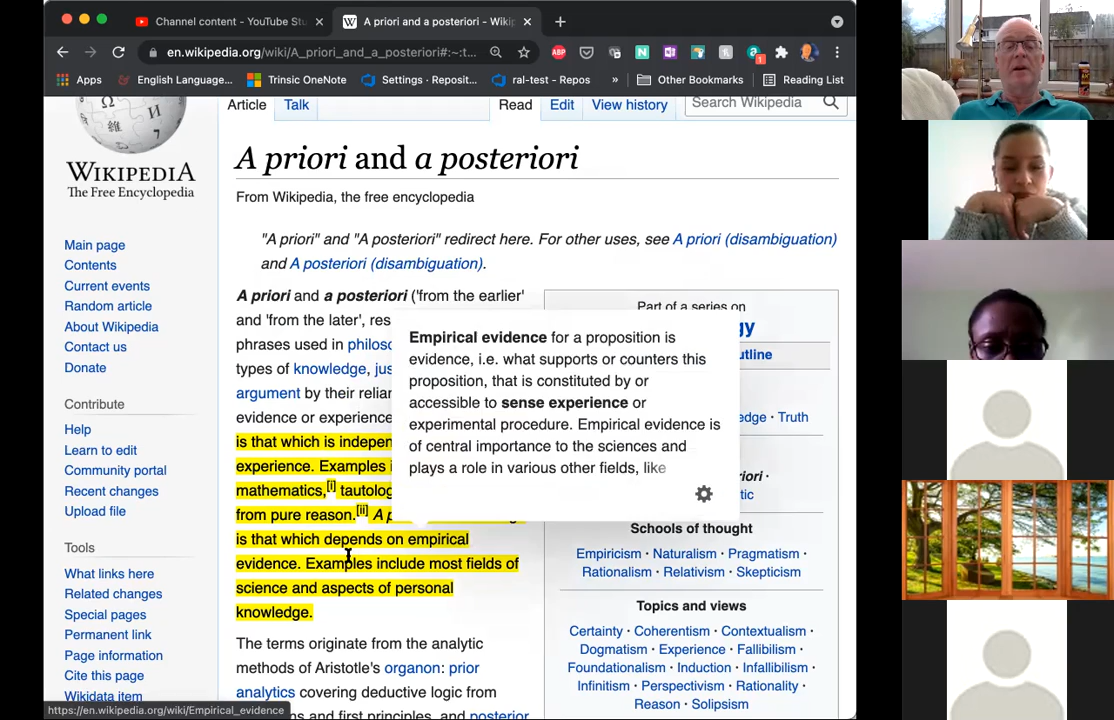 Channel content - YouTube Stu
A priori and a posteriori - Wikip
en.wikipedia.org/wiki/A_priori_and_a_posteriori#:~:t
ABP
N
a
1
Apps
English Language...
Trinsic OneNote
Settings · Reposit...
ral-test - Repos
»
Other Bookmarks
Reading List
Article
Talk
Read
Edit
View history
Search Wikipedia
WIKIPEDIA
The Free Encyclopedia
Main page
Contents
Current events
Random article
About Wikipedia
Contact us
Donate
Contribute
Help
Learn to edit
Community portal
Recent changes
Upload file
Tools
What links here
Related changes
Special pages
Permanent link
Page information
Cite this page
Wikidata item
A priori and a posteriori
From Wikipedia, the free encyclopedia
"A priori" and "A posteriori" redirect here. For other uses, see A priori (disambiguation)
and A posteriori (disambiguation).
A priori and a posteriori ('from the earlier'
and 'from the later', res
phrases used in philos
types of knowledge, jus
argument by their relian
evidence or experience
is that which is indepen
experience. Examples i
mathematics,[i] tautolog
from pure reason.[ii] A p
is that which depends on empirical
evidence. Examples include most fields of
science and aspects of personal
knowledge.
The terms originate from the analytic
methods of Aristotle's organon: prior
analytics covering deductive logic from
and first principles, and posterior
Empirical evidence for a proposition is
evidence, i.e. what supports or counters this
proposition, that is constituted by or
accessible to sense experience or
experimental procedure. Empirical evidence is
of central importance to the sciences and
plays a role in various other fields, like
Part of a series on
gy
utline
edge · Truth
iori ·
tic
Schools of thought
Empiricism · Naturalism · Pragmatism ·
Rationalism · Relativism · Skepticism
Topics and views
Certainty · Coherentism · Contextualism ·
Dogmatism · Experience · Fallibilism ·
Foundationalism · Induction · Infallibilism ·
Infinitism · Perspectivism · Rationality ·
Reason · Solipsism
https://en.wikipedia.org/wiki/Empirical_evidence